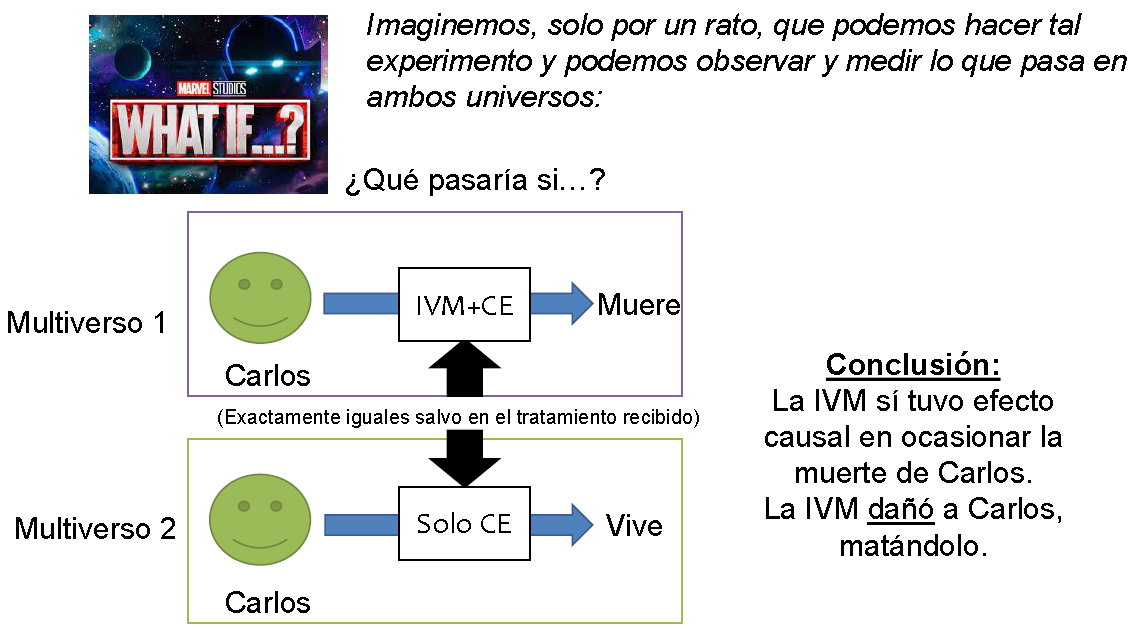 Imaginemos, solo por un rato, que podemos hacer tal
experimento y podemos observar y medir lo que pasa en
ambos universos:
MARVEL STUDIOS
WHAT IF...?
¿Qué pasaría si…?
Multiverso 1
Carlos
IVM+CE
Muere
(Exactamente iguales salvo en el tratamiento recibido)
Multiverso 2
Carlos
Solo CE
Vive
Conclusión:
La IVM sí tuvo efecto
causal en ocasionar la
muerte de Carlos.
La IVM dañó a Carlos,
matándolo.